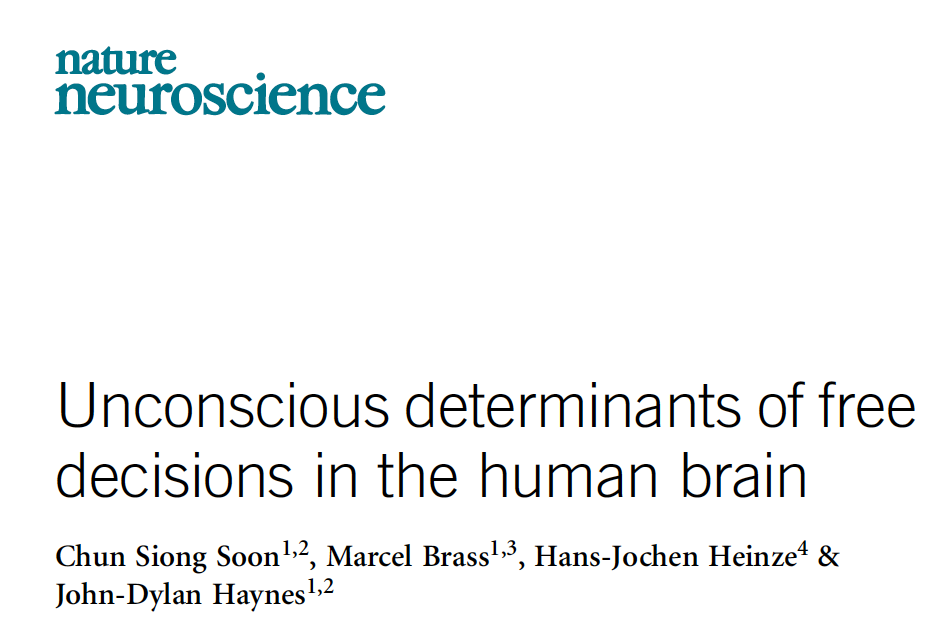 nature
neuroscience
Unconscious determinants of free
decisions in the human brain
Chun Siong Soon1,2, Marcel Brass1,3, Hans-Jochen Heinze4 &
John-Dylan Haynes1,2